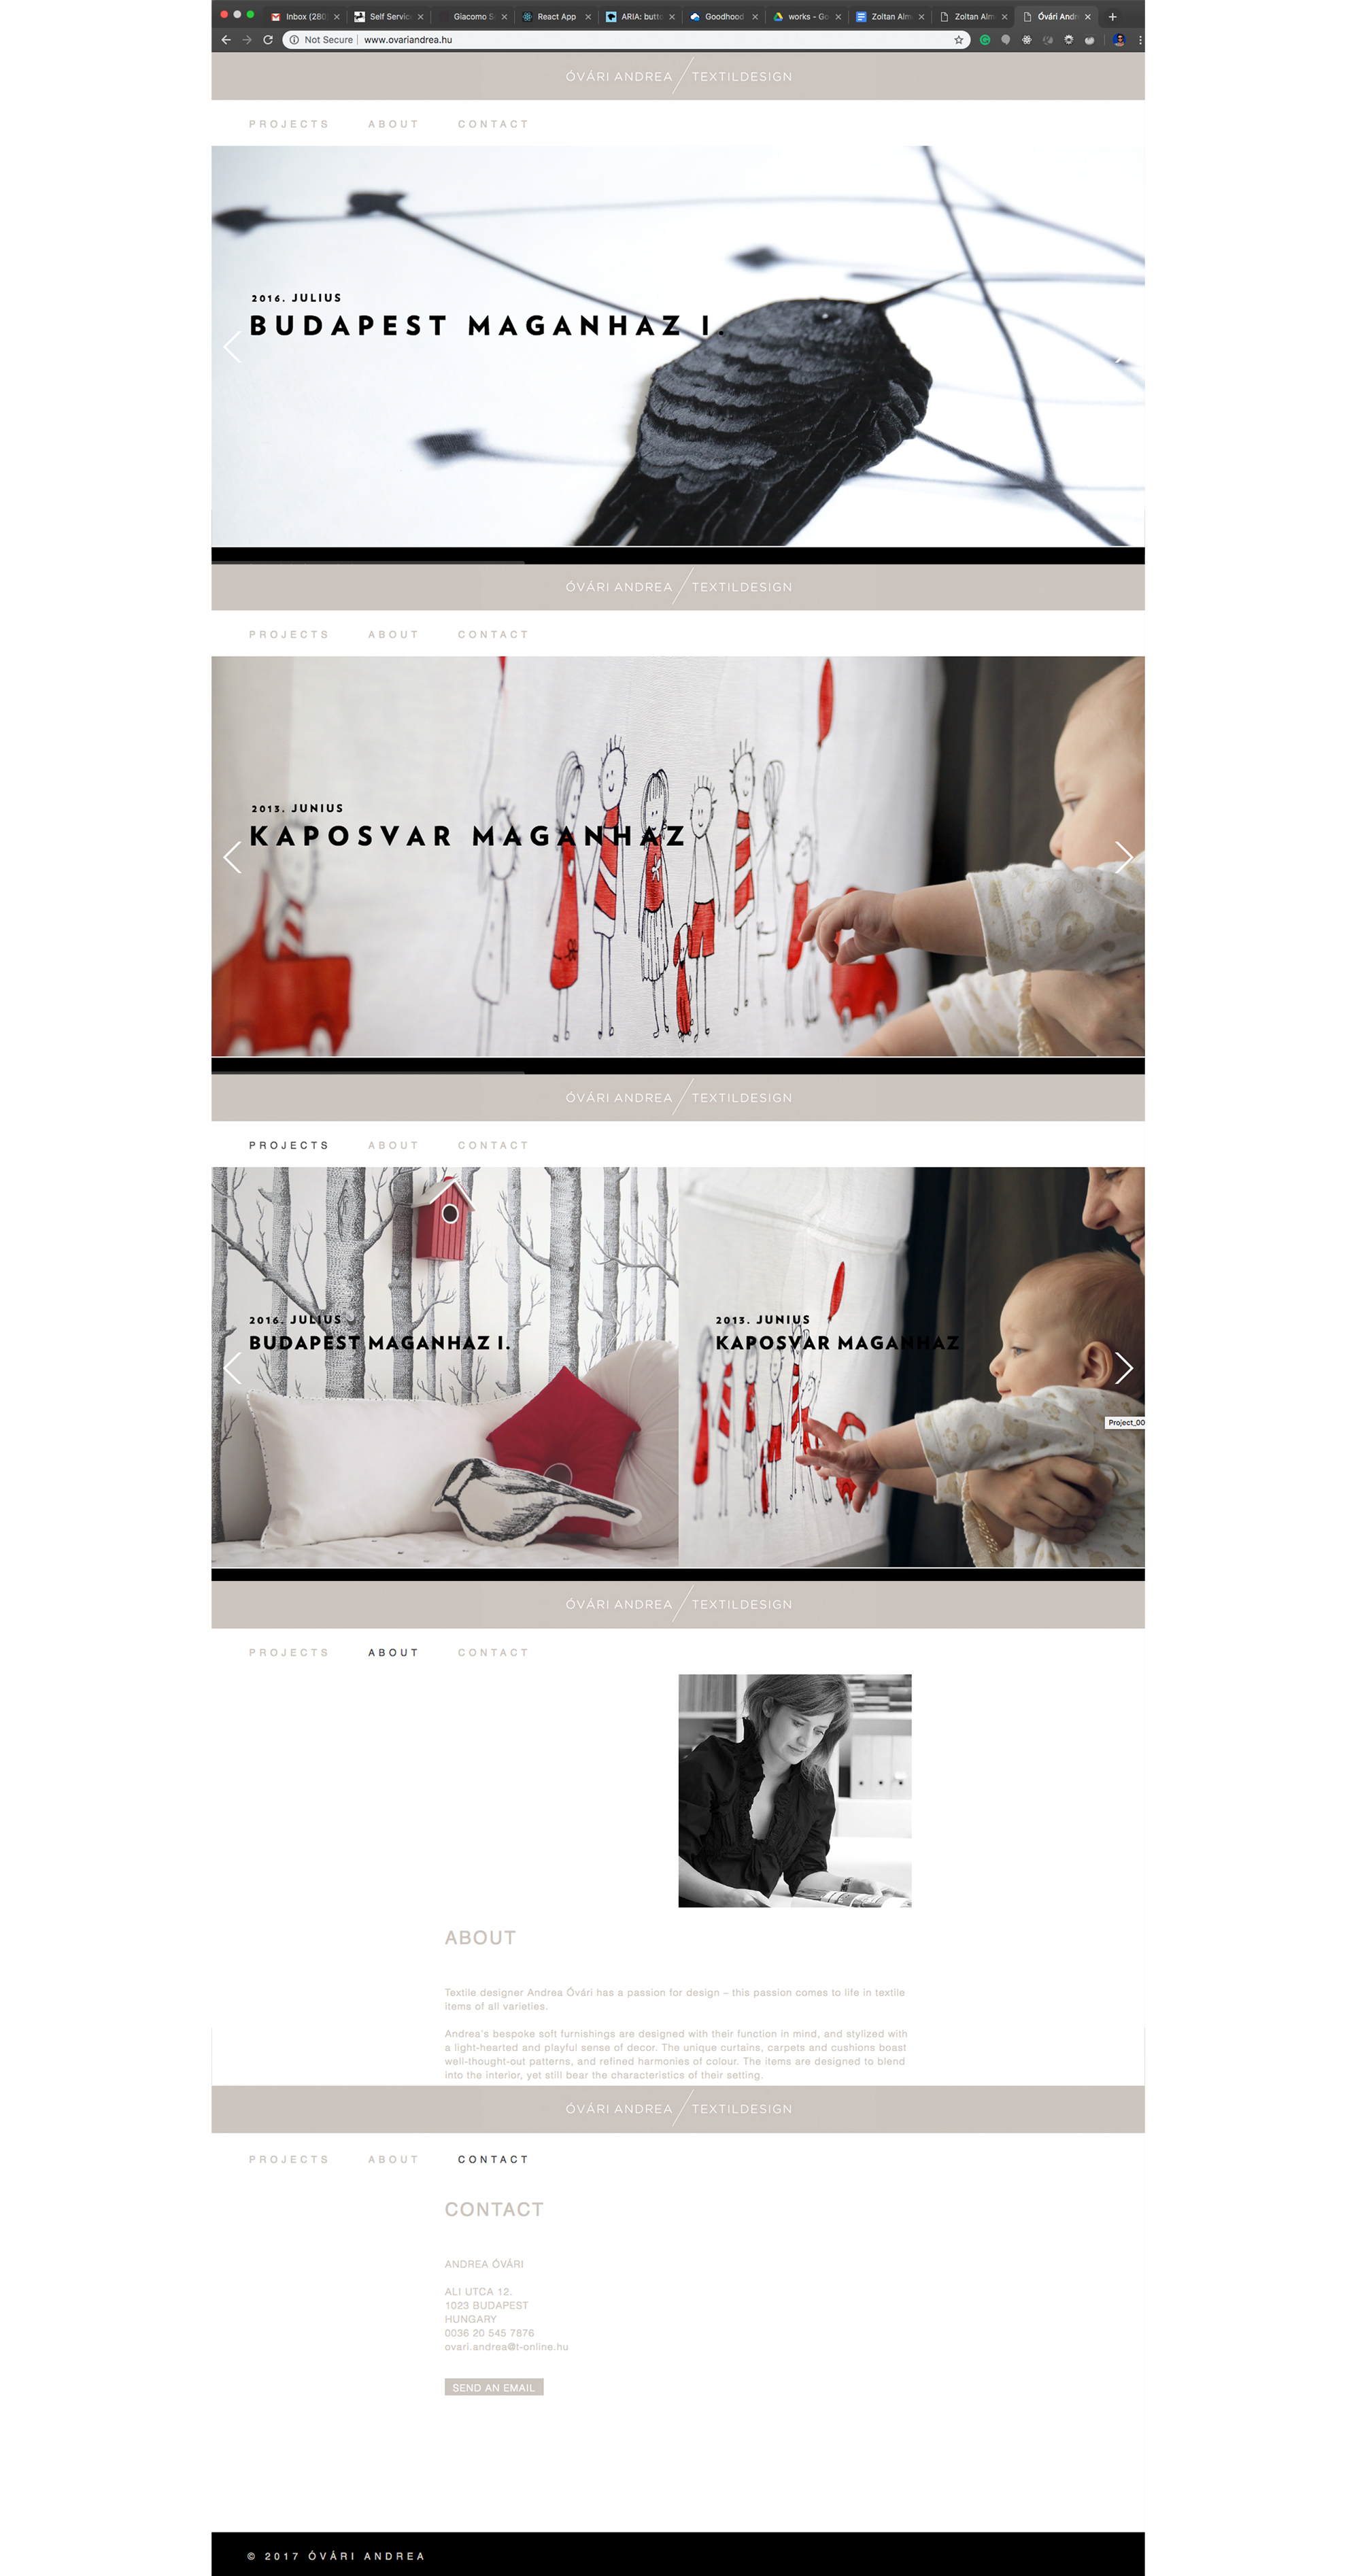 Inbox (280
Self Servic
Giacomo S
React App
ARIA: butto
Goodhood
works - Go
Zoltan Alm
Zoltan Alm
Óvári Andr
Not Secure | www.ovariandrea.hu
ÓVÁRI ANDREA / TEXTILDESIGN
PROJECTS ABOUT CONTACT
2016. JULIUS
BUDAPEST MAGANHAZ I.
ÓVÁRI ANDREA / TEXTILDESIGN
PROJECTS ABOUT CONTACT
2013. JUNIUS
KAPOSVAR MAGANHAZ
ÓVÁRI ANDREA / TEXTILDESIGN
PROJECTS ABOUT CONTACT
2016. JULIUS
BUDAPEST MAGANHAZ I.
2013. JUNIUS
KAPOSVAR MAGANHAZ
Project_00
ÓVÁRI ANDREA / TEXTILDESIGN
PROJECTS ABOUT CONTACT
ABOUT
Textile designer Andrea Óvári has a passion for design – this passion comes to life in textile
items of all varieties.
Andrea's bespoke soft furnishings are designed with their function in mind, and stylized with
a light-hearted and playful sense of decor. The unique curtains, carpets and cushions boast
well-thought-out patterns, and refined harmonies of colour. The items are designed to blend
into the interior, yet still bear the characteristics of their setting.
ÓVÁRI ANDREA / TEXTILDESIGN
PROJECTS ABOUT CONTACT
CONTACT
ANDREA ÓVÁRI
ALI UTCA 12.
1023 BUDAPEST
HUNGARY
0036 20 545 7876
ovari.andrea@t-online.hu
SEND AN EMAIL
© 2017 ÓVÁRI ANDREA